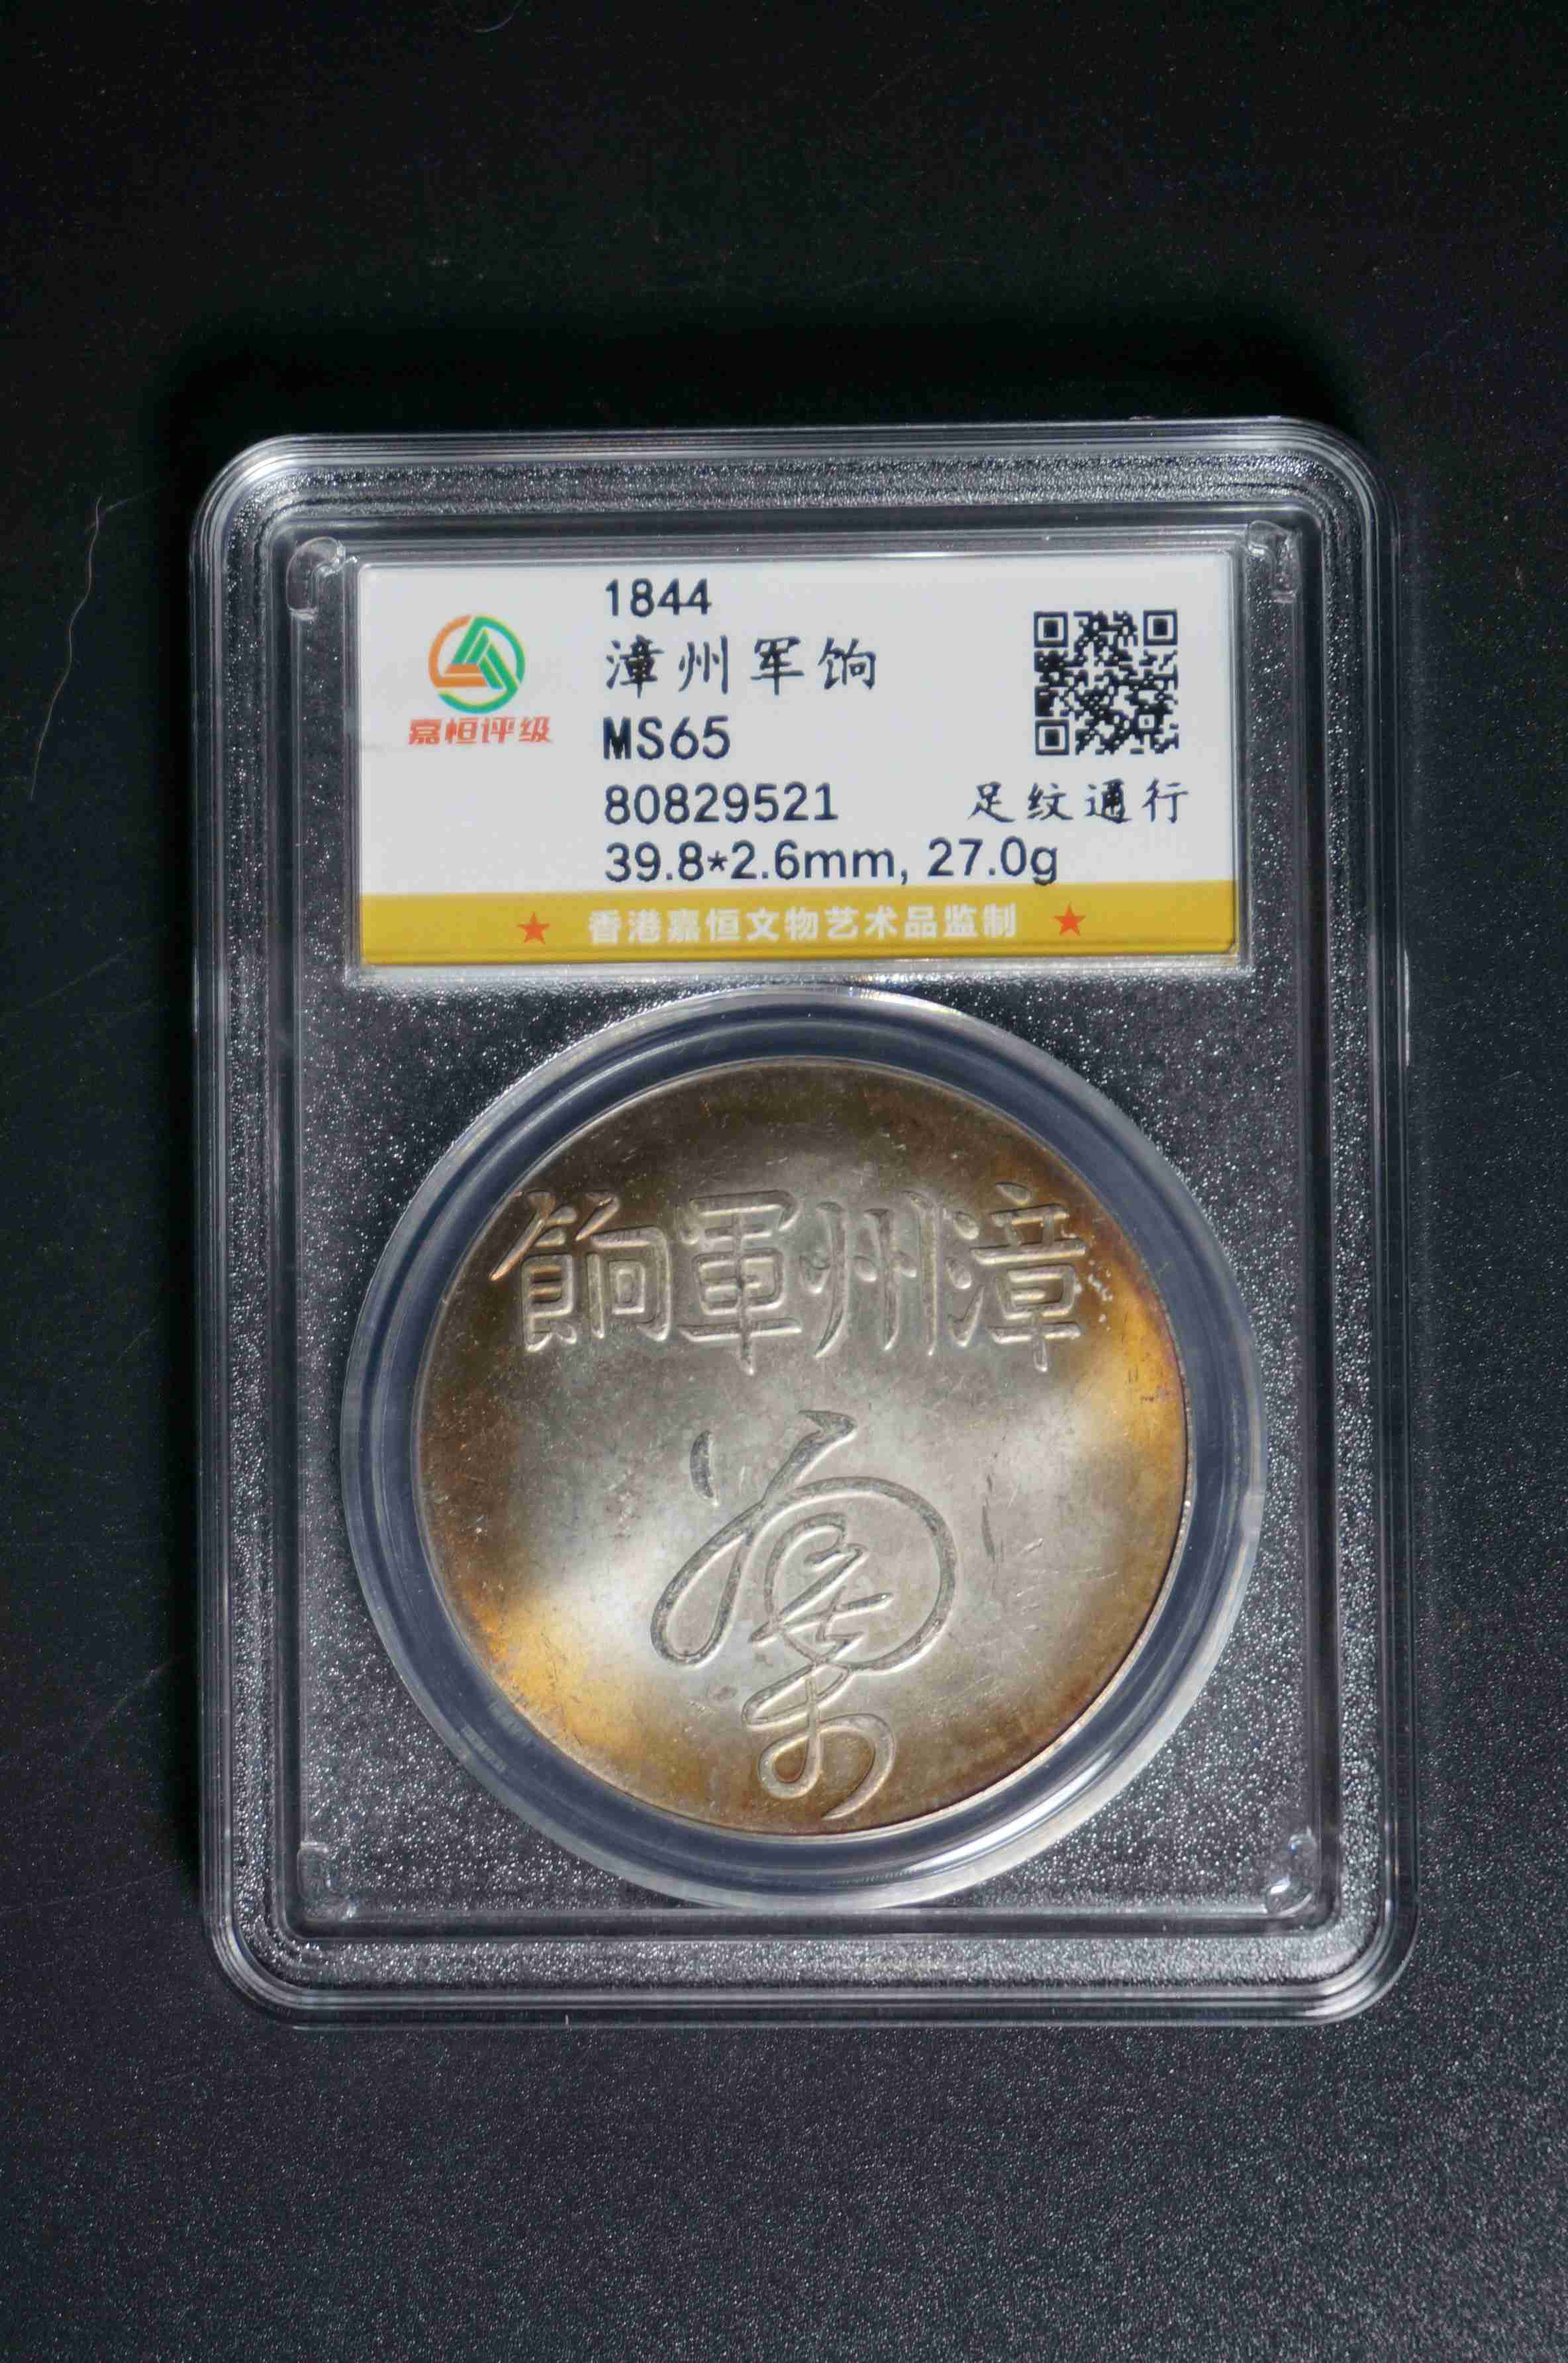 1844
漳州军饷
嘉恒评级
MS65
80829521 足纹通行
39.8*2.6mm, 27.0g
★ 香港嘉恒文物艺术品监制 ★
餉軍州漳